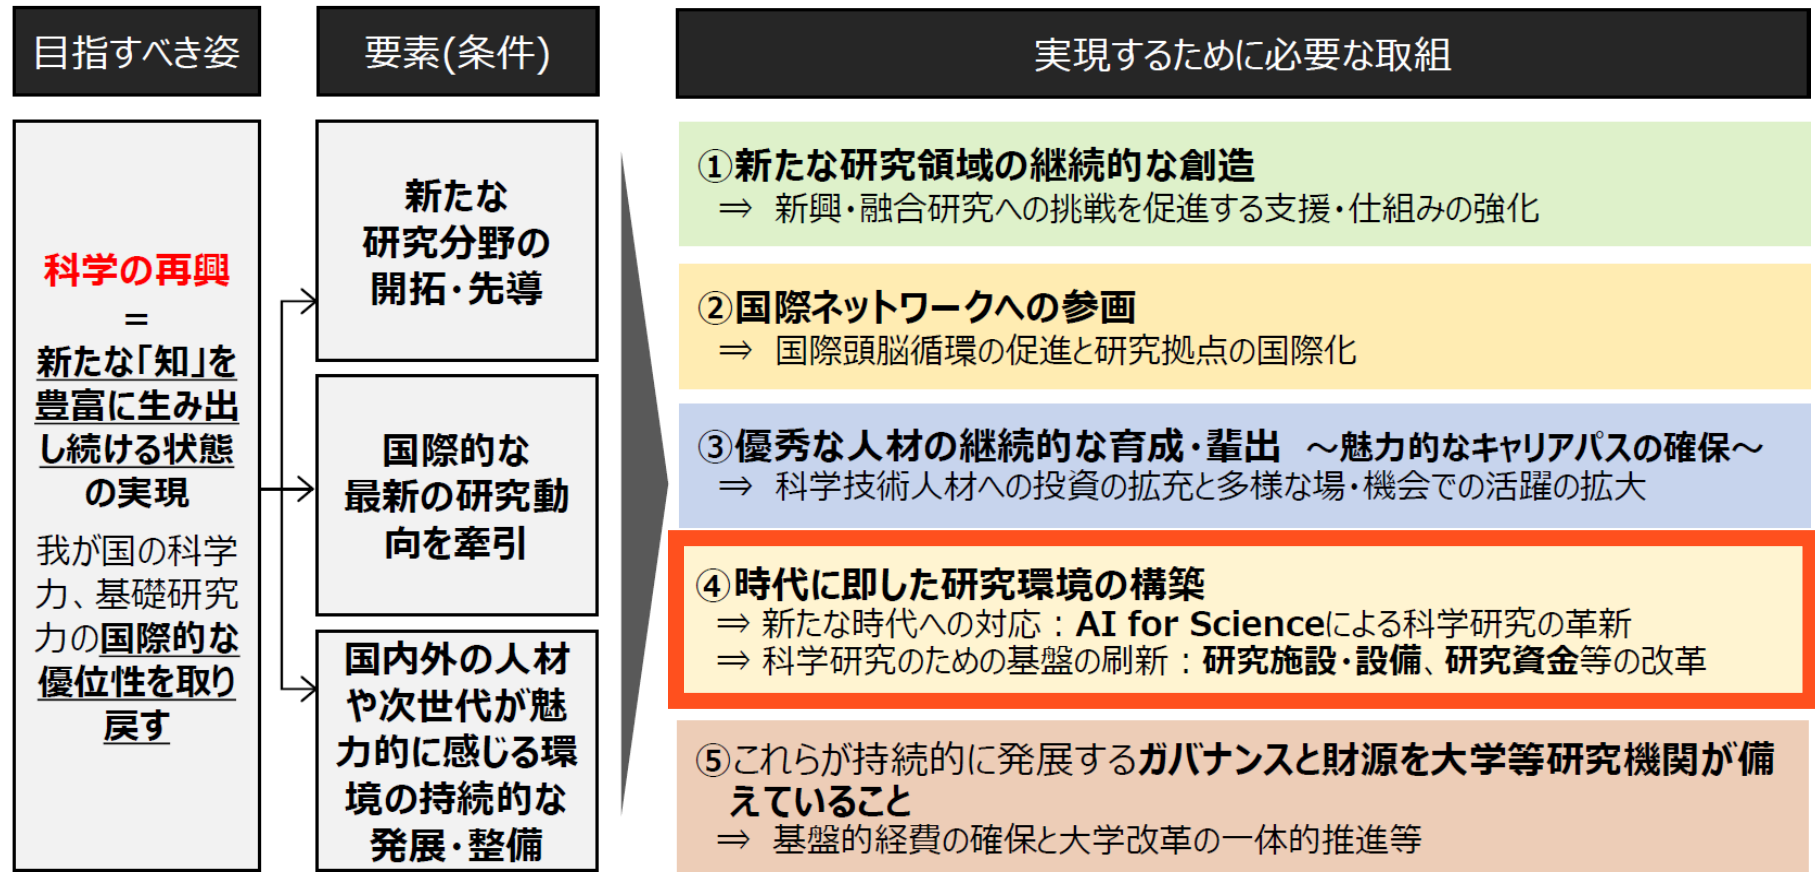 目指すべき姿
要素(条件)
実現するために必要な取組
科学の再興
=
新たな「知」を
豊富に生み出
し続ける状態
の実現
我が国の科学
力、基礎研究
力の国際的な
優位性を取り
戻す
新たな
研究分野の
開拓・先導
国際的な
最新の研究動
向を牽引
国内外の人材
や次世代が魅
力的に感じる環
境の持続的な
発展・整備
①新たな研究領域の継続的な創造
⇒ 新興・融合研究への挑戦を促進する支援・仕組みの強化
②国際ネットワークへの参画
⇒ 国際頭脳循環の促進と研究拠点の国際化
③優秀な人材の継続的な育成・輩出 ～魅力的なキャリアパスの確保～
⇒ 科学技術人材への投資の拡充と多様な場・機会での活躍の拡大
④時代に即した研究環境の構築
⇒ 新たな時代への対応：AI for Scienceによる科学研究の革新
⇒ 科学研究のための基盤の刷新：研究施設・設備、研究資金等の改革
⑤これらが持続的に発展するガバナンスと財源を大学等研究機関が備
えていること
⇒ 基盤的経費の確保と大学改革の一体的推進等